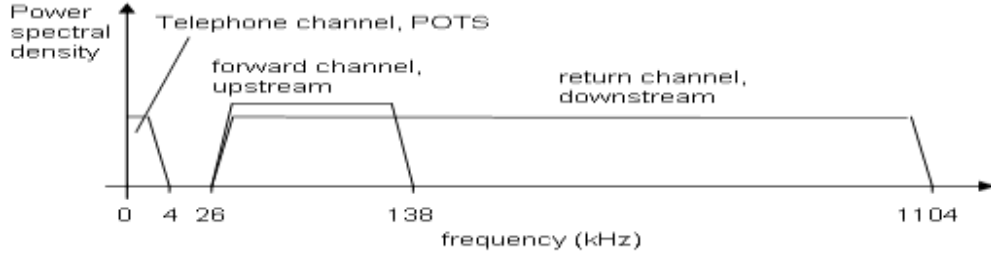 Power
spectral
density
Telephone channel, POTS
forward channel,
upstream
return channel,
downstream
0 4 26 138 1104
frequency (kHz)